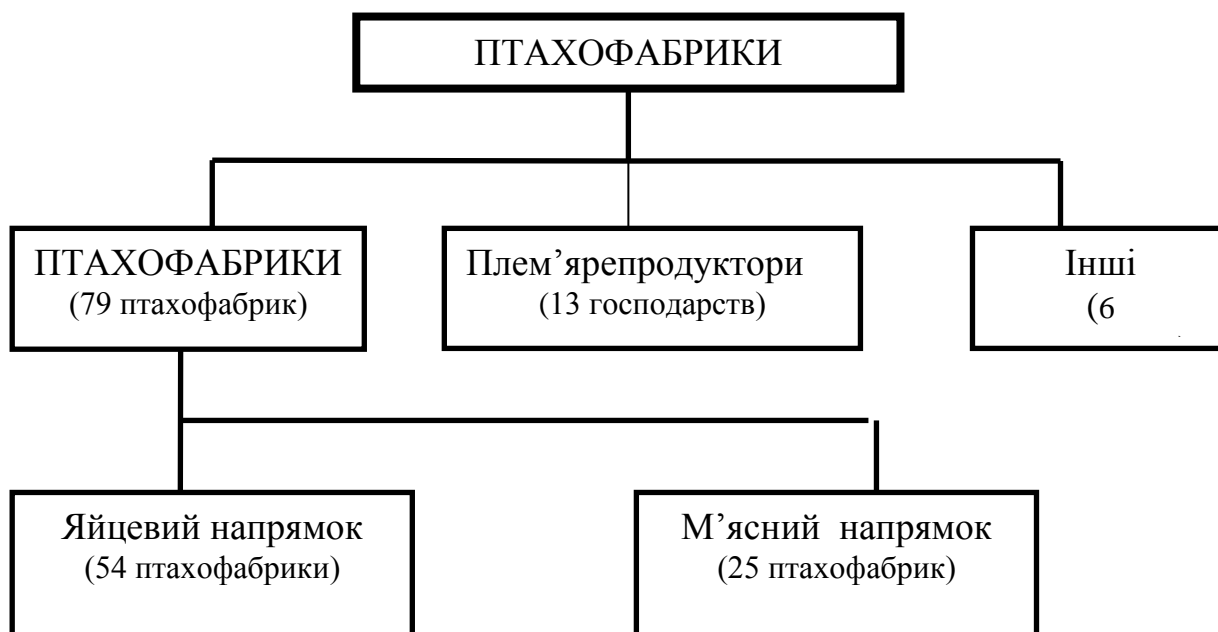 ПТАХОФАБРИКИ
ПТАХОФАБРИКИ
(79 птахофабрик)
Плем’ярепродуктори
(13 господарств)
Інші
(6
Яйцевий напрямок
(54 птахофабрики)
М’ясний напрямок
(25 птахофабрик)